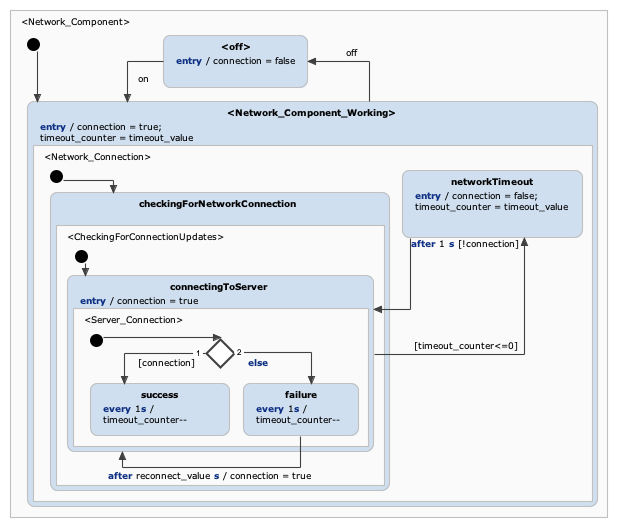 <Network_Component>
<off>
entry / connection = false
on
off
<Network_Component_Working>
entry / connection = true;
timeout_counter = timeout_value
<Network_Connection>
checkingForNetworkConnection
networkTimeout
entry / connection = false;
timeout_counter = timeout_value
<CheckingForConnectionUpdates>
after 1 s [!connection]
connectingToServer
entry / connection = true
<Server_Connection>
1
2
[connection]
else
[timeout_counter<=0]
success
every 1s /
timeout_counter--
failure
every 1s /
timeout_counter--
after reconnect_value s / connection = true